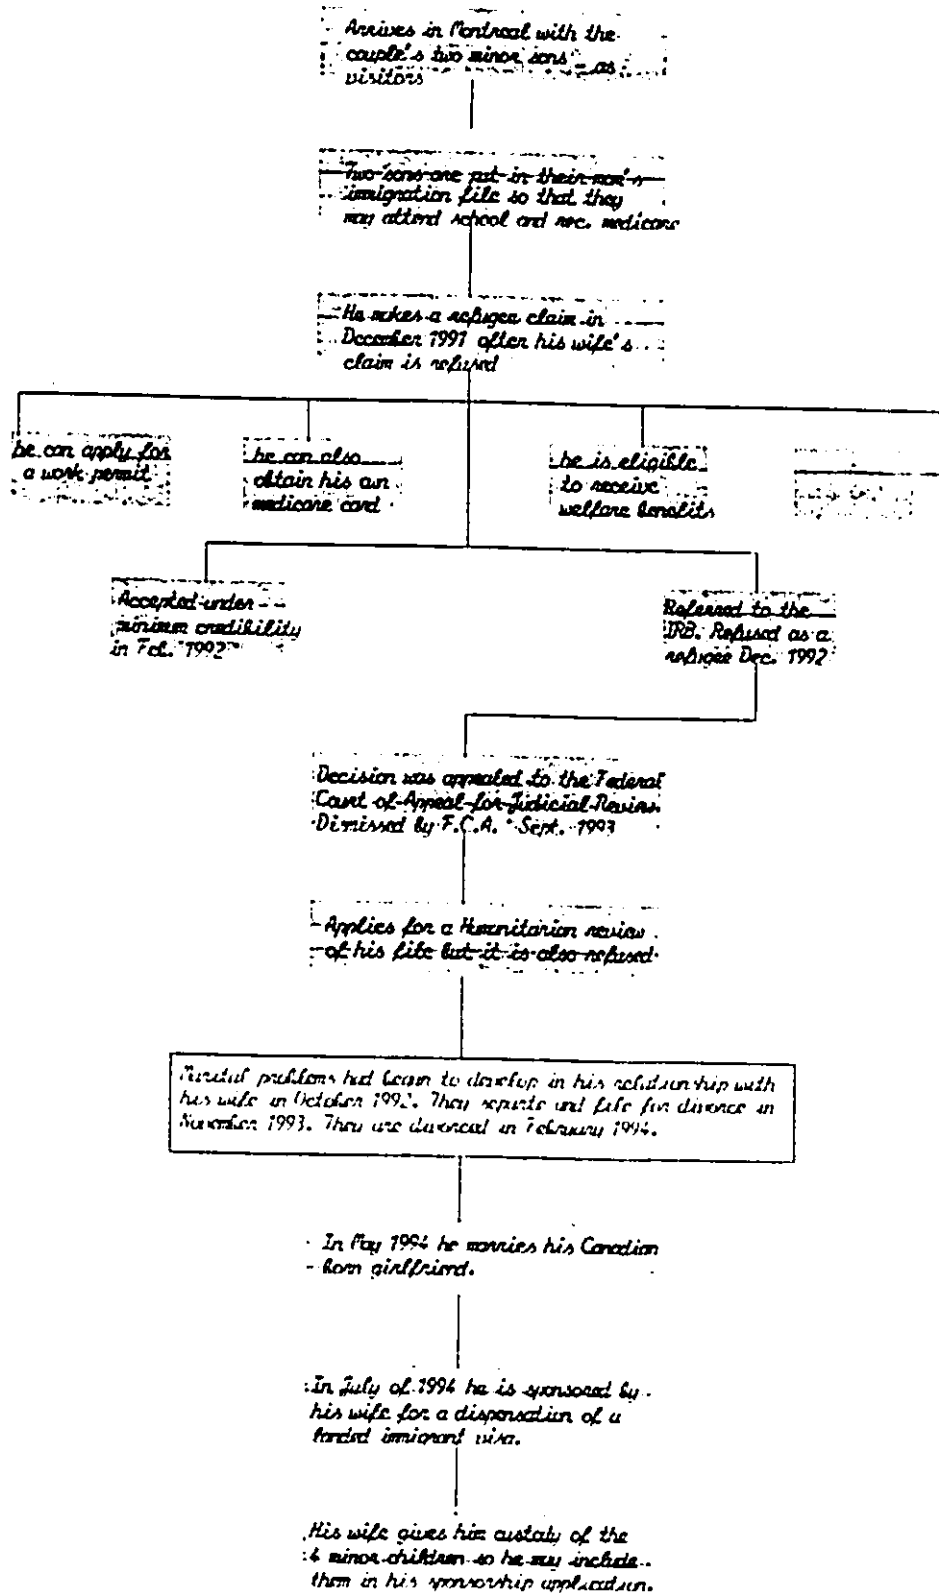 Arrives in Montreal with the
couple's two minor sons - as
visitors
Two sons are put in their mom's
immigration file so that they
may attend school and rec. medicare
He makes a refugee claim in
December 1991 after his wife's
claim is refused
he can apply for
a work permit
he can also
obtain his own
medicare card
he is eligible
to receive
welfare benefits
Accepted under
minimum credibility
in Feb. 1992
Referred to the
IRB. Refused as a
refugee Dec. 1992
Decision was appealed to the Federal
Court of Appeal for Judicial Review
Dimissed by F.C.A. Sept. 1993
Applies for a Humanitarian review
of his file but it is also refused
Marital problems had begun to develop in his relationship with
his wife in October 1992. They separte and file for divorce in
November 1993. They are divorced in February 1994.
In May 1994 he marries his Canadian
born girlfriend.
In July of 1994 he is sponsored by
his wife for a dispensation of a
landed immigrant visa.
His wife gives him custody of the
4 minor children so he may include
them in his sponsorship application.